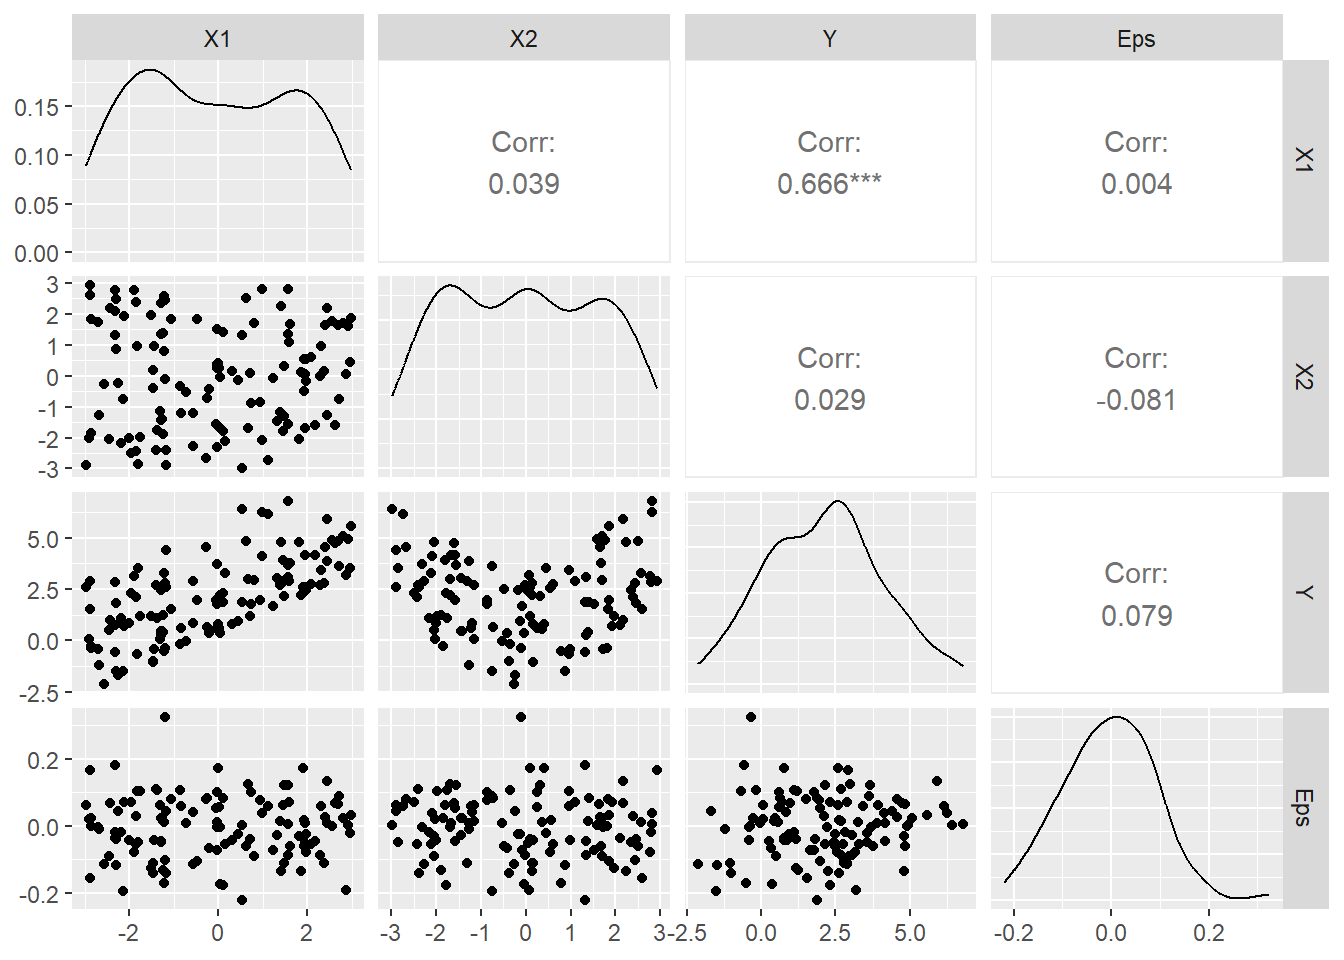 X1 X2 Y Eps
0.15
0.10
0.05
0.00
Corr:
0.039
Corr:
0.666***
Corr:
0.004
X1
3
2
1
0
-1
-2
-3
Corr:
0.029
Corr:
-0.081
X2
5.0
2.5
0.0
-2.5
Corr:
0.079
Y
0.2
0.0
-0.2
Eps
-2 0 2 -3 -2 -1 0 1 2 3 -2.5 0.0 2.5 5.0 -0.2 0.0 0.2